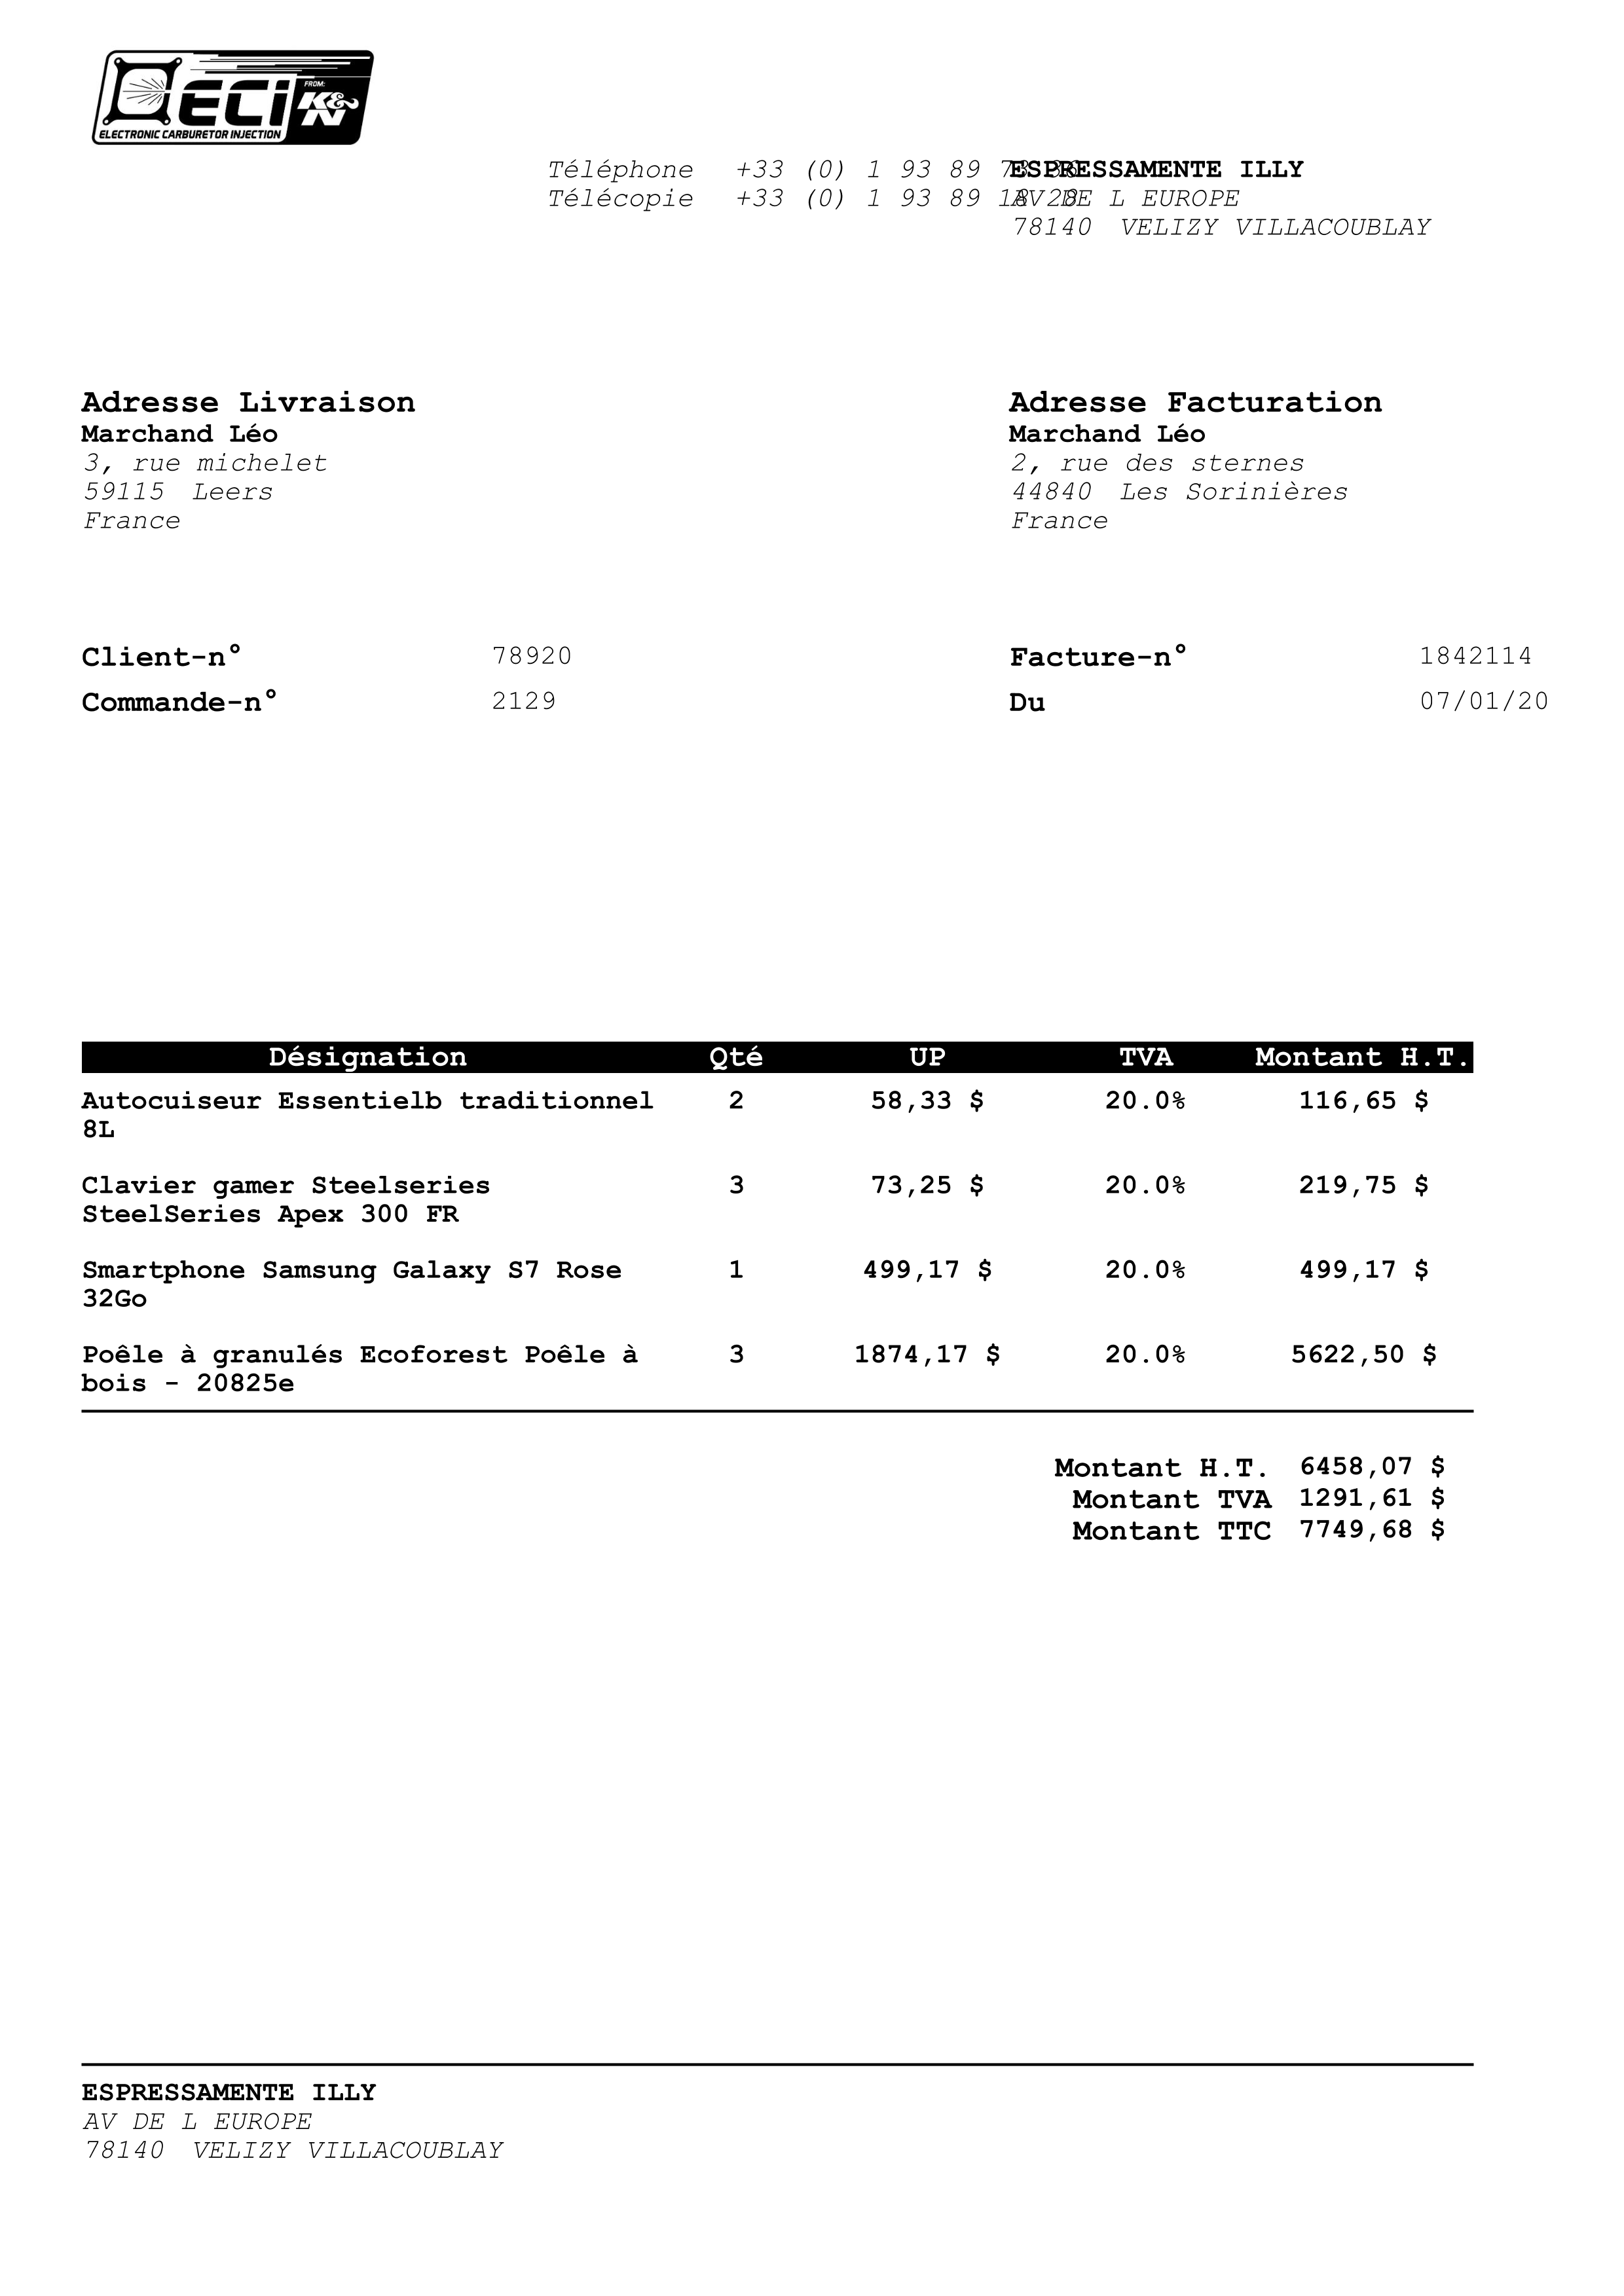 ECi
FROM:
K&N
ELECTRONIC CARBURETOR INJECTION
Téléphone +33 (0) 1 93 89
ESPRESSAMENTE ILLY
Télécopie +33 (0) 1 93 89
AV DE L EUROPE
78140 VELIZY VILLACOUBLAY
Adresse Livraison
Marchand Léo
3, rue michelet
59115 Leers
France
Adresse Facturation
Marchand Léo
2, rue des sternes
44840 Les Sorinières
France
Client-n° 78920
Commande-n° 2129
Facture-n° 1842114
Du 07/01/20
Désignation Qté UP TVA Montant H.T.
Autocuiseur Essentielb traditionnel 2 58,33 $ 20.0% 116,65 $
8L
Clavier gamer Steelseries 3 73,25 $ 20.0% 219,75 $
SteelSeries Apex 300 FR
Smartphone Samsung Galaxy S7 Rose 1 499,17 $ 20.0% 499,17 $
32Go
Poêle à granulés Ecoforest Poêle à 3 1874,17 $ 20.0% 5622,50 $
bois - 20825e
Montant H.T. 6458,07 $
Montant TVA 1291,61 $
Montant TTC 7749,68 $
ESPRESSAMENTE ILLY
AV DE L EUROPE
78140 VELIZY VILLACOUBLAY